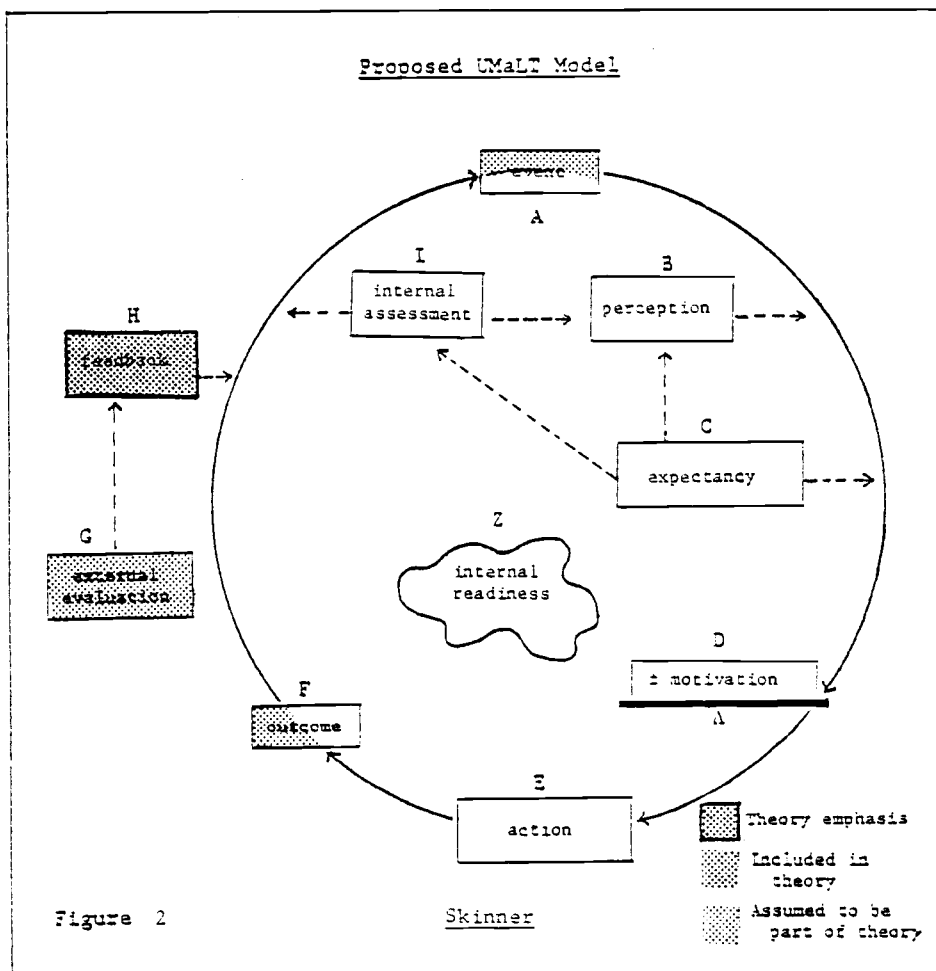 Proposed UMaLT Model
event
A
I
internal
assessment
B
perception
H
feedback
C
expectancy
G
external
evaluation
Z
internal
readiness
D
± motivation
Λ
F
outcome
E
action
Theory emphasis
Included in
theory
Assumed to be
part of theory
Figure 2
Skinner